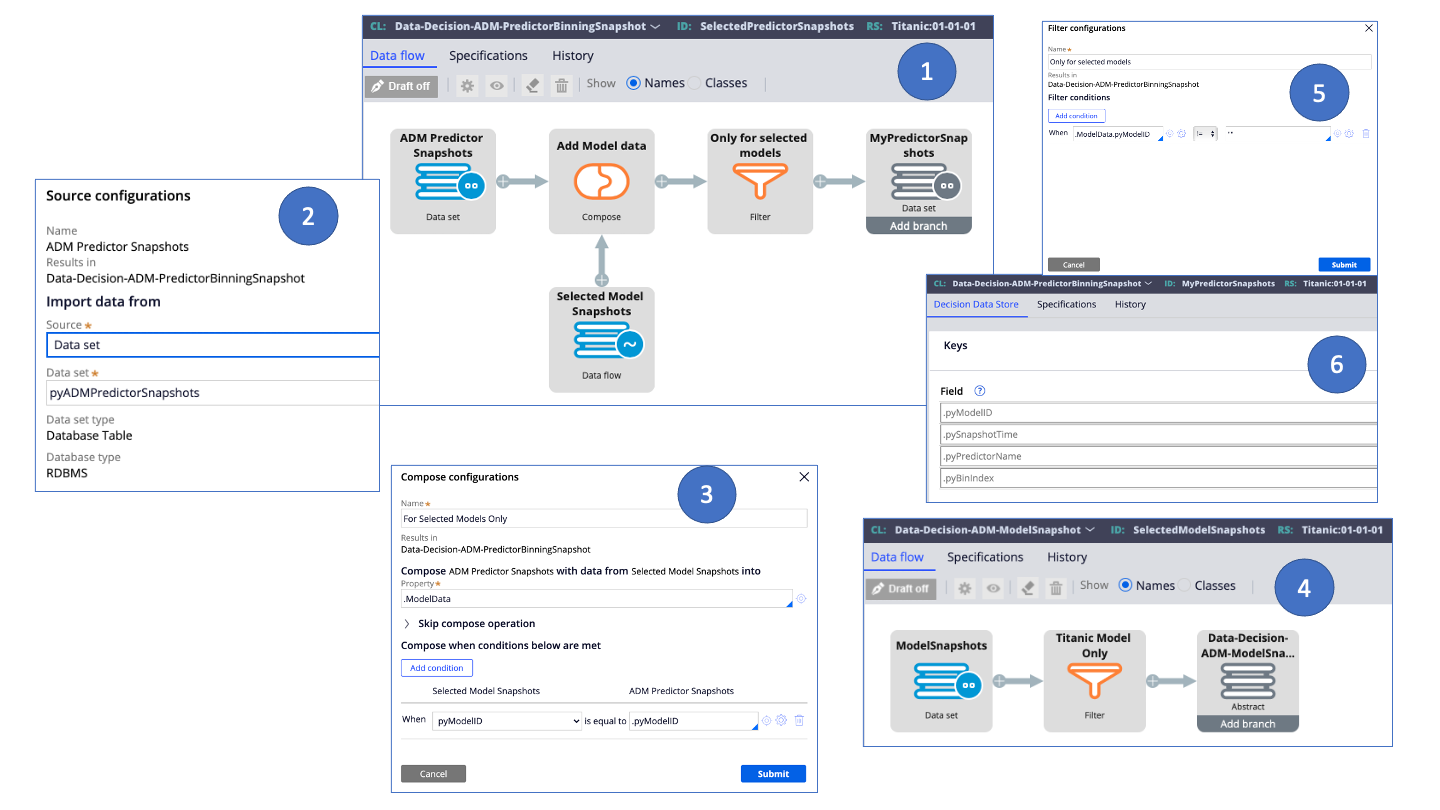 CL: Data-Decision-ADM-PredictorBinningSnapshot ID: SelectedPredictorSnapshots RS: Titanic:01-01-01
Data flow Specifications History
1
Draft off Show Names Classes
ADM Predictor
Snapshots
Data set
Add Model data
Compose
Only for selected
models
Filter
MyPredictorSnap
shots
Data set
Add branch
Selected Model
Snapshots
Data flow
Source configurations
2
Name
ADM Predictor Snapshots
Results in
Data-Decision-ADM-PredictorBinningSnapshot
Import data from
Source★
Data set
Data set★
pyADMPredictorSnapshots
Data set type
Database Table
Database type
RDBMS
Compose configurations
3
Name★
For Selected Models Only
Results in
Data-Decision-ADM-PredictorBinningSnapshot
Compose ADM Predictor Snapshots with data from Selected Model Snapshots into
Property★
.ModelData
Skip compose operation
Compose when conditions below are met
Add condition
Selected Model Snapshots ADM Predictor Snapshots
When pyModelID is equal to .pyModelID
Cancel Submit
CL: Data-Decision-ADM-ModelSnapshot ID: SelectedModelSnapshots RS: Titanic:01-01-01
Data flow Specifications History
4
Draft off Show Names Classes
ModelSnapshots
Data set
Titanic Model
Only
Filter
Data-Decision-
ADM-ModelSna...
Abstract
Add branch
Filter configurations
5
Name★
Only for selected models
Results in
Data-Decision-ADM-PredictorBinningSnapshot
Filter conditions
Add condition
When .ModelData.pyModelID != ""
Cancel Submit
CL: Data-Decision-ADM-PredictorBinningSnapshot ID: MyPredictorSnapshots RS: Titanic:01-01-01
Decision Data Store Specifications History
Keys
6
Field ?
.pyModelID
.pySnapshotTime
.pyPredictorName
.pyBinIndex